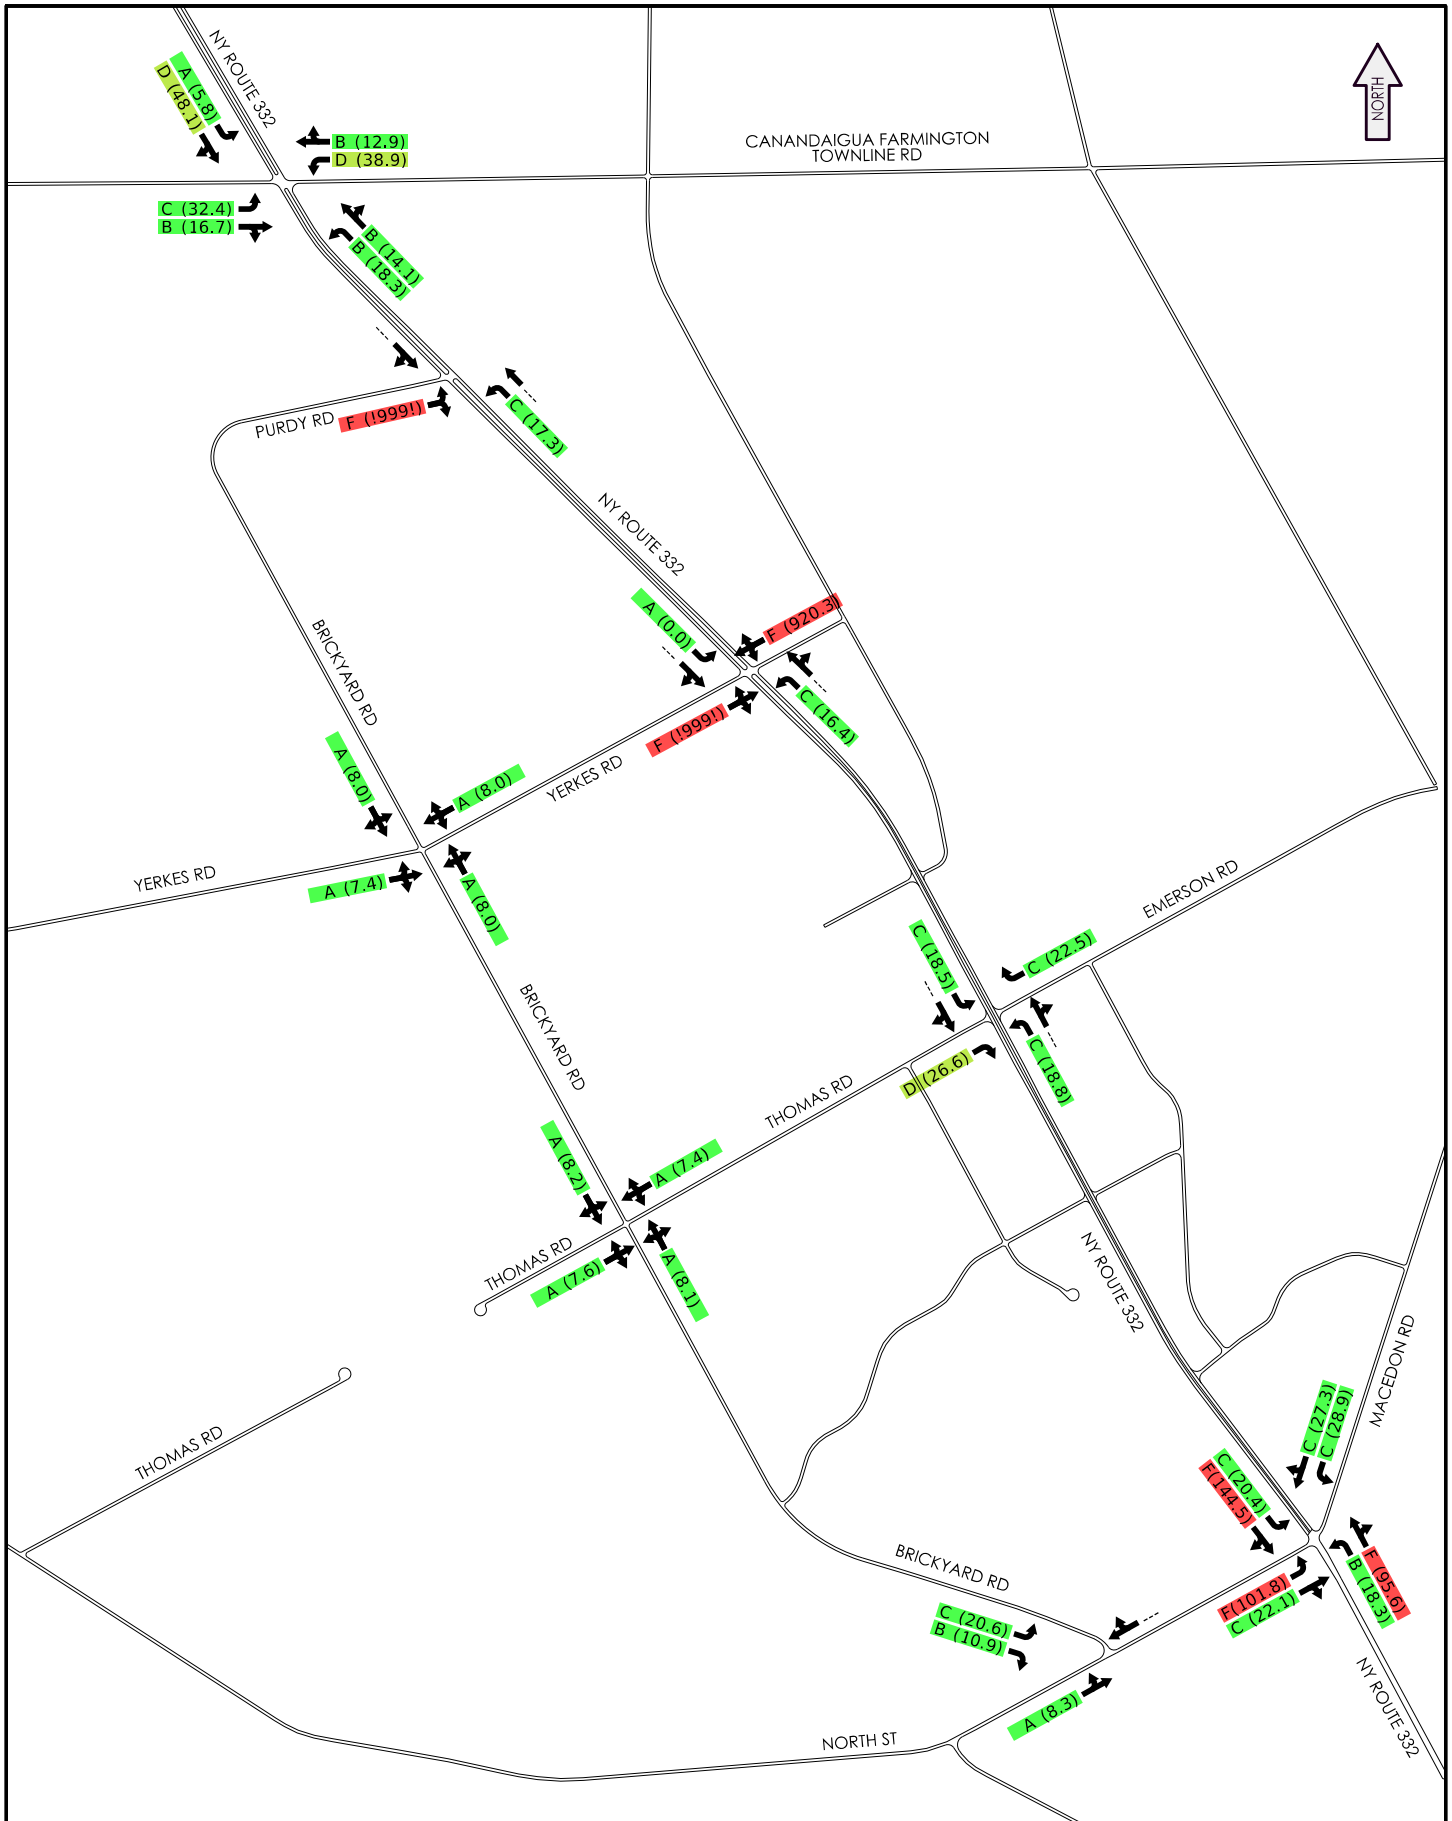 NY ROUTE 332
A (5.8)
D (48.1)
NORTH
B (12.9)
D (38.9)
CANANDAIGUA FARMINGTON
TOWNLINE RD
C (32.4)
B (16.7)
B (14.1)
B (18.3)
PURDY RD
F (!999!)
C (17.3)
NY ROUTE 332
A (0.0)
F (920.3)
BRICKYARD RD
F (!999!)
C (16.4)
YERKES RD
A (8.0)
A (8.0)
YERKES RD
A (7.4)
A (8.0)
EMERSON RD
C (18.5)
C (22.5)
BRICKYARD RD
D (26.6)
C (18.8)
THOMAS RD
A (8.2)
A (7.4)
THOMAS RD
A (7.6)
A (8.1)
NY ROUTE 332
MACEDON RD
THOMAS RD
C (27.3)
C (28.9)
C (20.4)
F(144.5)
BRICKYARD RD
F(101.8)
C (22.1)
F (95.6)
B (18.3)
C (20.6)
B (10.9)
A (8.3)
NORTH ST
NY ROUTE 332